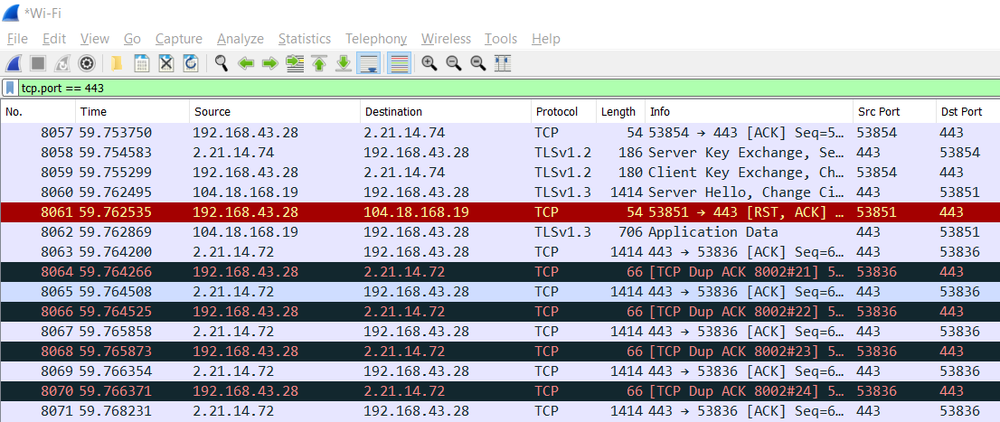 *Wi-Fi
File Edit View Go Capture Analyze Statistics Telephony Wireless Tools Help
tcp.port == 443
No. Time Source Destination Protocol Length Info Src Port Dst Port
8057 59.753750 192.168.43.28 2.21.14.74 TCP 54 53854 → 443 [ACK] Seq=5… 53854 443
8058 59.754583 2.21.14.74 192.168.43.28 TLSv1.2 186 Server Key Exchange, Se… 443 53854
8059 59.755299 192.168.43.28 2.21.14.74 TLSv1.2 180 Client Key Exchange, Ch… 53854 443
8060 59.762495 104.18.168.19 192.168.43.28 TLSv1.3 1414 Server Hello, Change Ci… 443 53851
8061 59.762535 192.168.43.28 104.18.168.19 TCP 54 53851 → 443 [RST, ACK] … 53851 443
8062 59.762869 104.18.168.19 192.168.43.28 TLSv1.3 706 Application Data 443 53851
8063 59.764200 2.21.14.72 192.168.43.28 TCP 1414 443 → 53836 [ACK] Seq=6… 443 53836
8064 59.764266 192.168.43.28 2.21.14.72 TCP 66 [TCP Dup ACK 8002#21] 5… 53836 443
8065 59.764508 2.21.14.72 192.168.43.28 TCP 1414 443 → 53836 [ACK] Seq=6… 443 53836
8066 59.764525 192.168.43.28 2.21.14.72 TCP 66 [TCP Dup ACK 8002#22] 5… 53836 443
8067 59.765858 2.21.14.72 192.168.43.28 TCP 1414 443 → 53836 [ACK] Seq=6… 443 53836
8068 59.765873 192.168.43.28 2.21.14.72 TCP 66 [TCP Dup ACK 8002#23] 5… 53836 443
8069 59.766354 2.21.14.72 192.168.43.28 TCP 1414 443 → 53836 [ACK] Seq=6… 443 53836
8070 59.766371 192.168.43.28 2.21.14.72 TCP 66 [TCP Dup ACK 8002#24] 5… 53836 443
8071 59.768231 2.21.14.72 192.168.43.28 TCP 1414 443 → 53836 [ACK] Seq=6… 443 53836